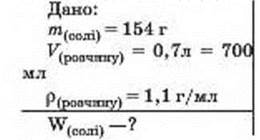 Дано:
m(солі) = 154 г
V(розчину) = 0,7л = 700
мл
ρ(розчину) = 1,1 г/мл
W(солі) —?